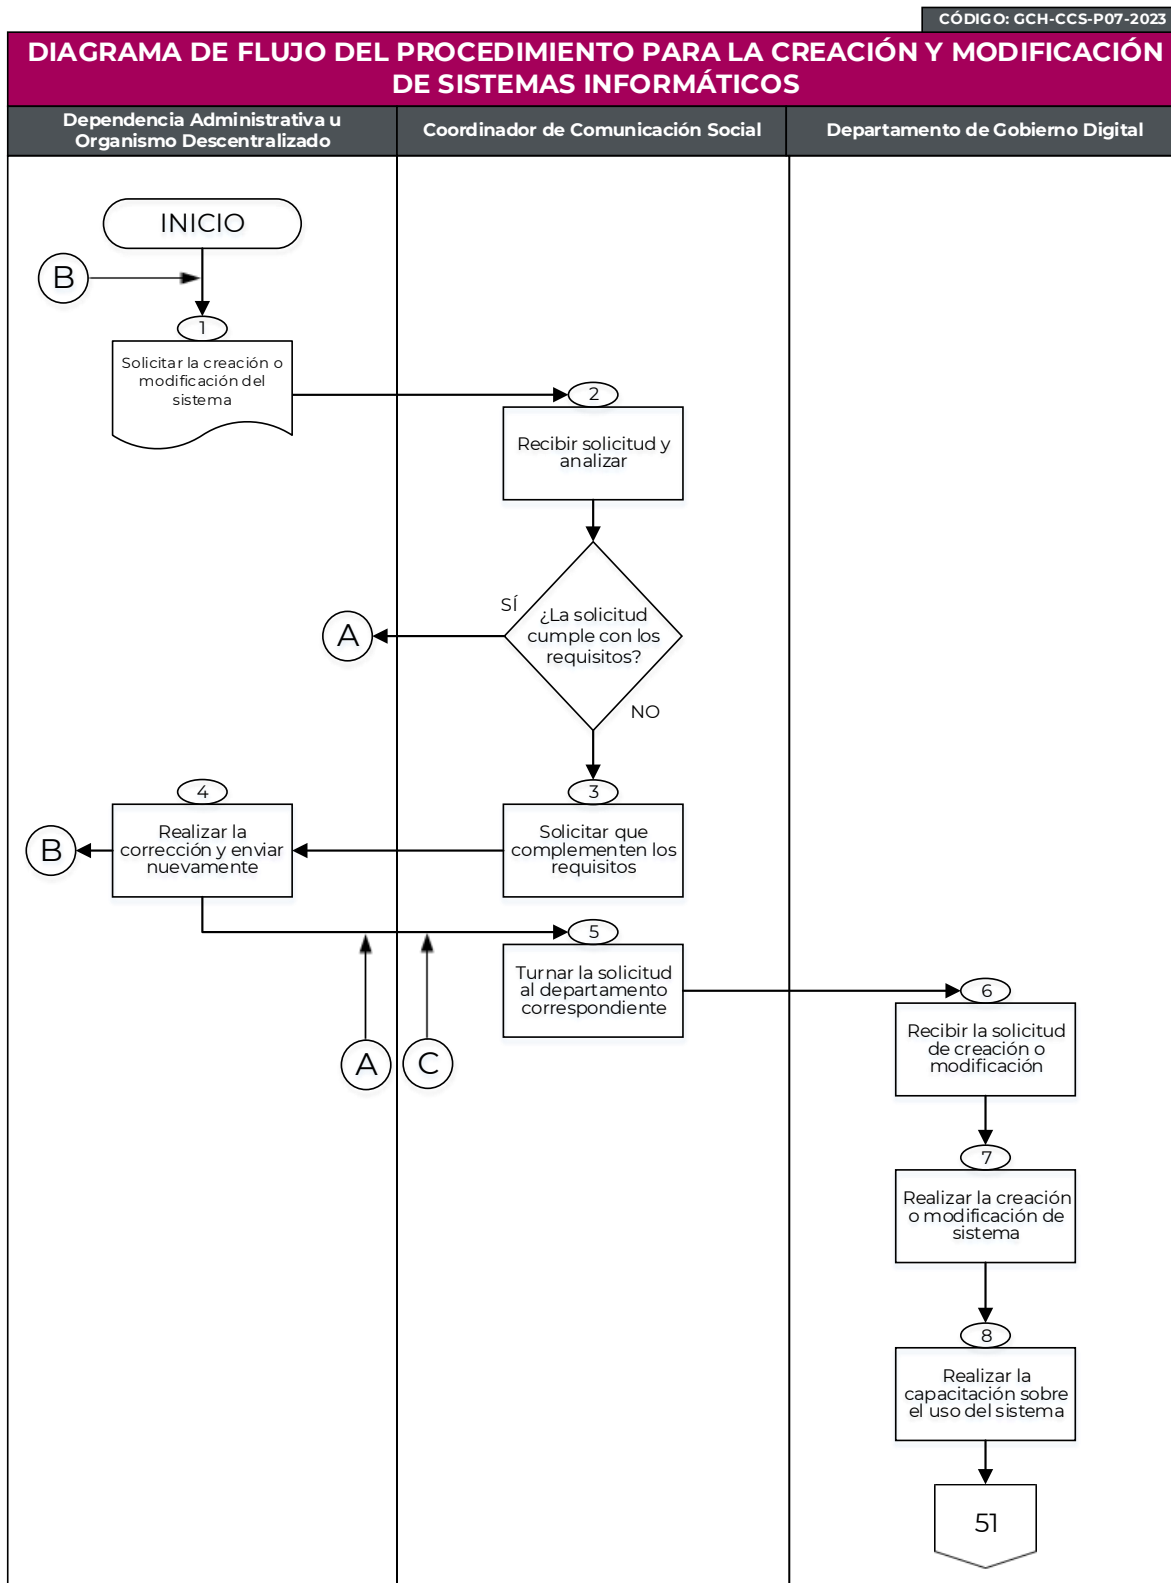 CÓDIGO: GCH-CCS-P07-2023
DIAGRAMA DE FLUJO DEL PROCEDIMIENTO PARA LA CREACIÓN Y MODIFICACIÓN
DE SISTEMAS INFORMÁTICOS
Dependencia Administrativa u
Organismo Descentralizado
Coordinador de Comunicación Social
Departamento de Gobierno Digital
INICIO
B
1
Solicitar la creación o
modificación del
sistema
2
Recibir solicitud y
analizar
SÍ
¿La solicitud
cumple con los
requisitos?
A
NO
4
Realizar la
corrección y enviar
nuevamente
B
3
Solicitar que
complementen los
requisitos
5
Turnar la solicitud
al departamento
correspondiente
A
C
6
Recibir la solicitud
de creación o
modificación
7
Realizar la creación
o modificación de
sistema
8
Realizar la
capacitación sobre
el uso del sistema
51